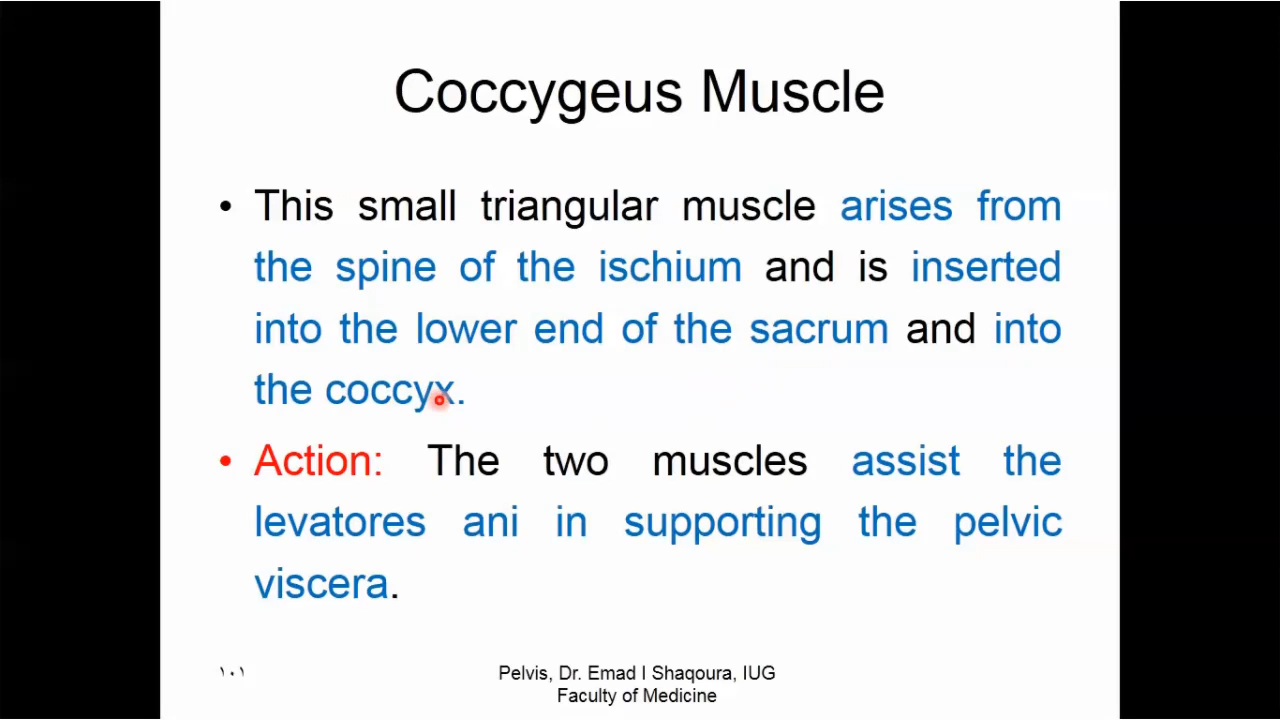 Coccygeus Muscle
• This small triangular muscle arises from
the spine of the ischium and is inserted
into the lower end of the sacrum and into
the coccyx.
• Action: The two muscles assist the
levatores ani in supporting the pelvic
viscera.
١٠١
Pelvis, Dr. Emad I Shaqoura, IUG
Faculty of Medicine